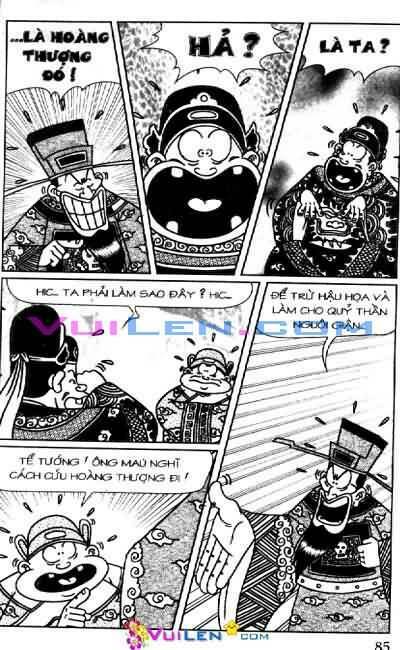 ...LÀ HOÀNG
THƯỢNG
ĐÓ!
HẢ?
LÀ TA?
HIC... TA PHẢI LÀM SAO ĐÂY? HIC...
ĐỂ TRỪ HẬU HỌA VÀ
LÀM CHO QUỶ THẦN
NGUÔI GIẬN...
VUILEN.COM
TỂ TƯỚNG! ÔNG MAU NGHĨ
CÁCH CỨU HOÀNG THƯỢNG ĐI!
VUILEN.COM
85